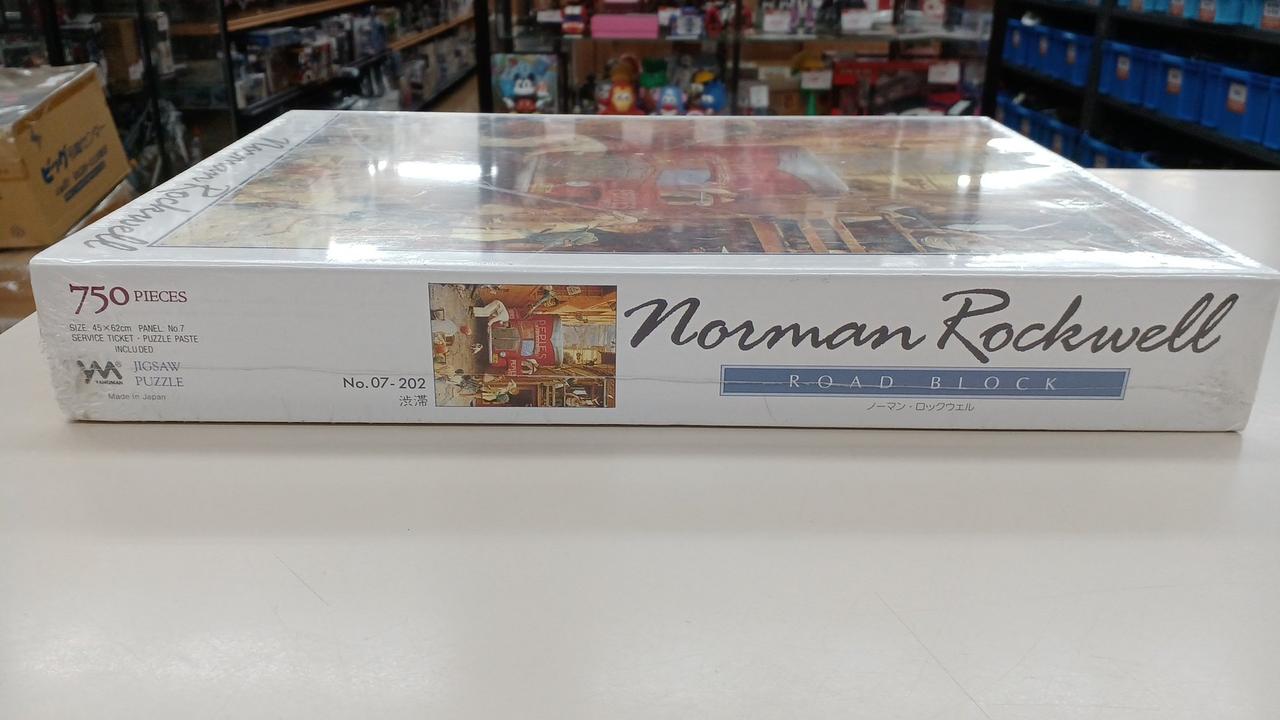 Norman Rockwell
750 PIECES
SIZE: 45×62cm PANEL: No.7
SERVICE TICKET・PUZZLE PASTE
INCLUDED
YANOMAN
JIGSAW
PUZZLE
Made in Japan
No.07-202
渋滞
Norman Rockwell
ROAD BLOCK
ノーマン・ロックウェル